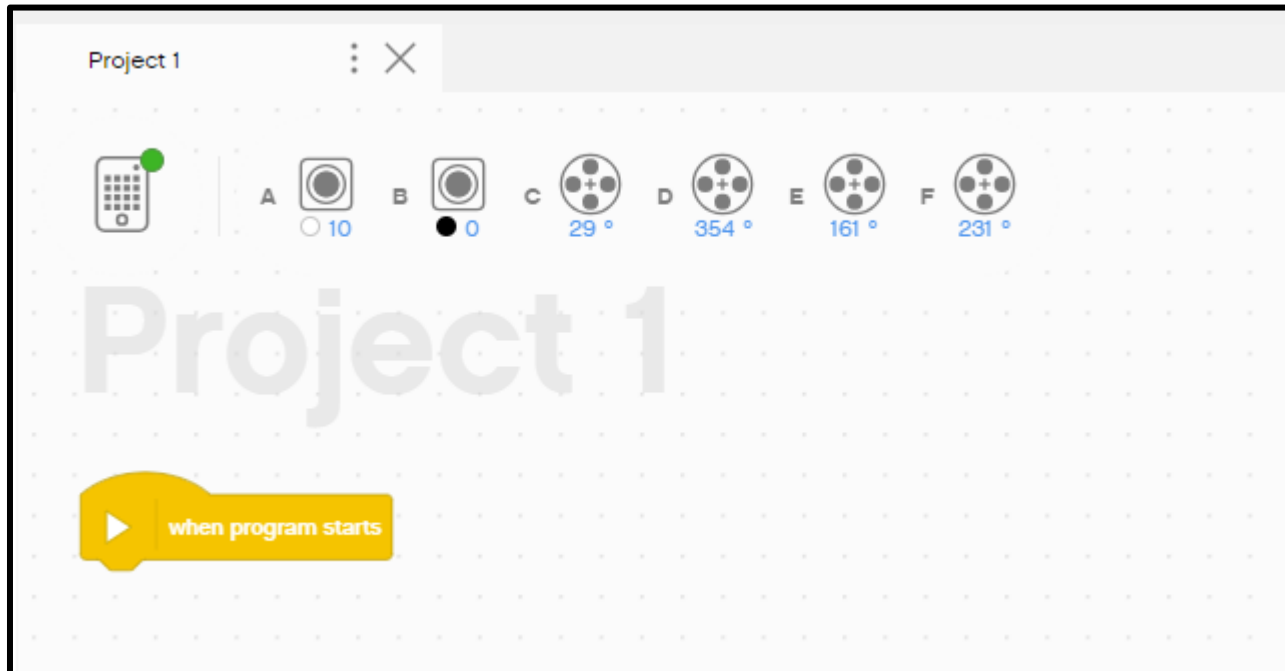 Project 1
A B C D E F
10 0 29 ° 354 ° 161 ° 231 °
Project 1
when program starts